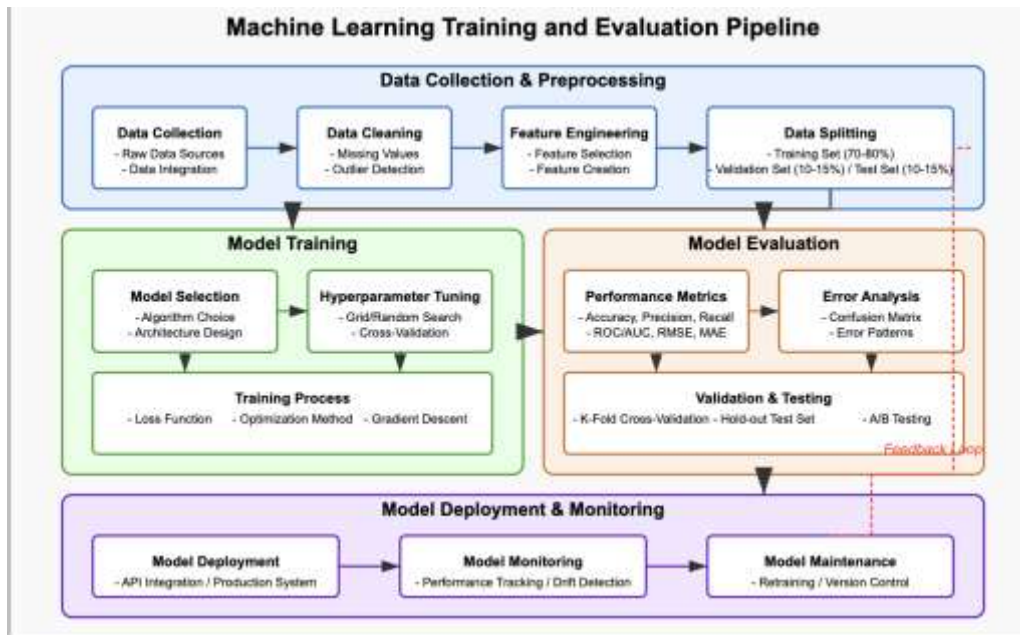 Machine Learning Training and Evaluation Pipeline
Data Collection & Preprocessing
Data Collection
- Raw Data Sources
- Data Integration
Data Cleaning
- Missing Values
- Outlier Detection
Feature Engineering
- Feature Selection
- Feature Creation
Data Splitting
- Training Set (70-80%)
- Validation Set (10-15%) / Test Set (10-15%)
Model Training
Model Selection
- Algorithm Choice
- Architecture Design
Hyperparameter Tuning
- Grid/Random Search
- Cross-Validation
Training Process
- Loss Function - Optimization Method - Gradient Descent
Model Evaluation
Performance Metrics
- Accuracy, Precision, Recall
- ROC/AUC, RMSE, MAE
Error Analysis
- Confusion Matrix
- Error Patterns
Validation & Testing
- K-Fold Cross-Validation - Hold-out Test Set - A/B Testing
Feedback Loop
Model Deployment & Monitoring
Model Deployment
- API Integration / Production System
Model Monitoring
- Performance Tracking / Drift Detection
Model Maintenance
- Retraining / Version Control